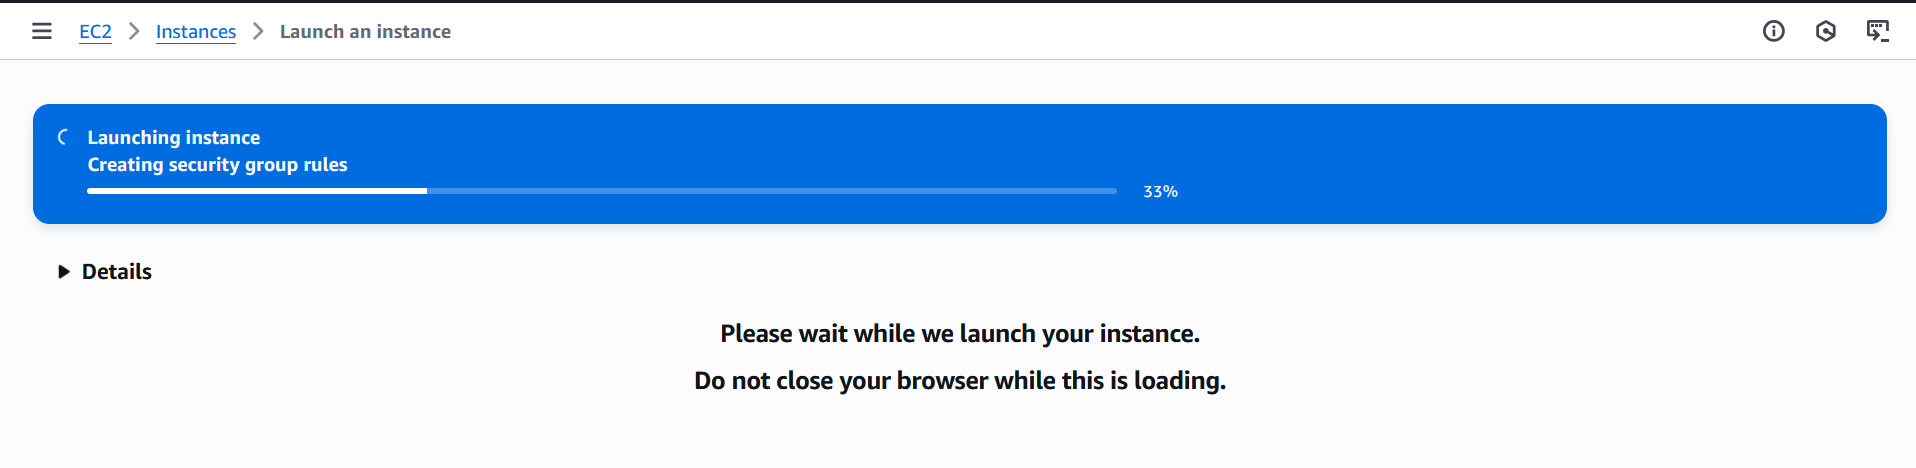 EC2 Instances Launch an instance
Launching instance
Creating security group rules
33%
Details
Please wait while we launch your instance.
Do not close your browser while this is loading.